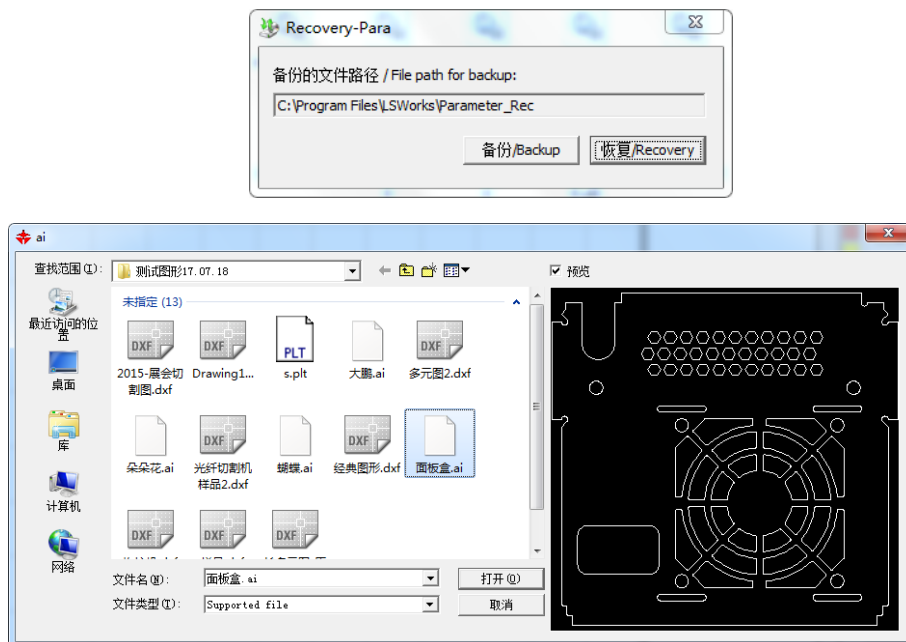 Recovery-Para
备份的文件路径 / File path for backup:
C:\Program Files\LSWorks\Parameter_Rec
备份/Backup
恢复/Recovery
ai
查找范围(I):
测试图形17.07.18
预览
未指定 (13)
最近访问的位置
桌面
库
计算机
网络
DXF
DXF
PLT
DXF
2015-展会切割图.dxf
Drawing1...
s.plt
大鹏.ai
多元图2.dxf
DXF
DXF
朵朵花.ai
光纤切割机样品2.dxf
蝴蝶.ai
经典图形.dxf
面板盒.ai
DXF
DXF
DXF
文件名(N):
面板盒.ai
打开(O)
文件类型(T):
Supported file
取消